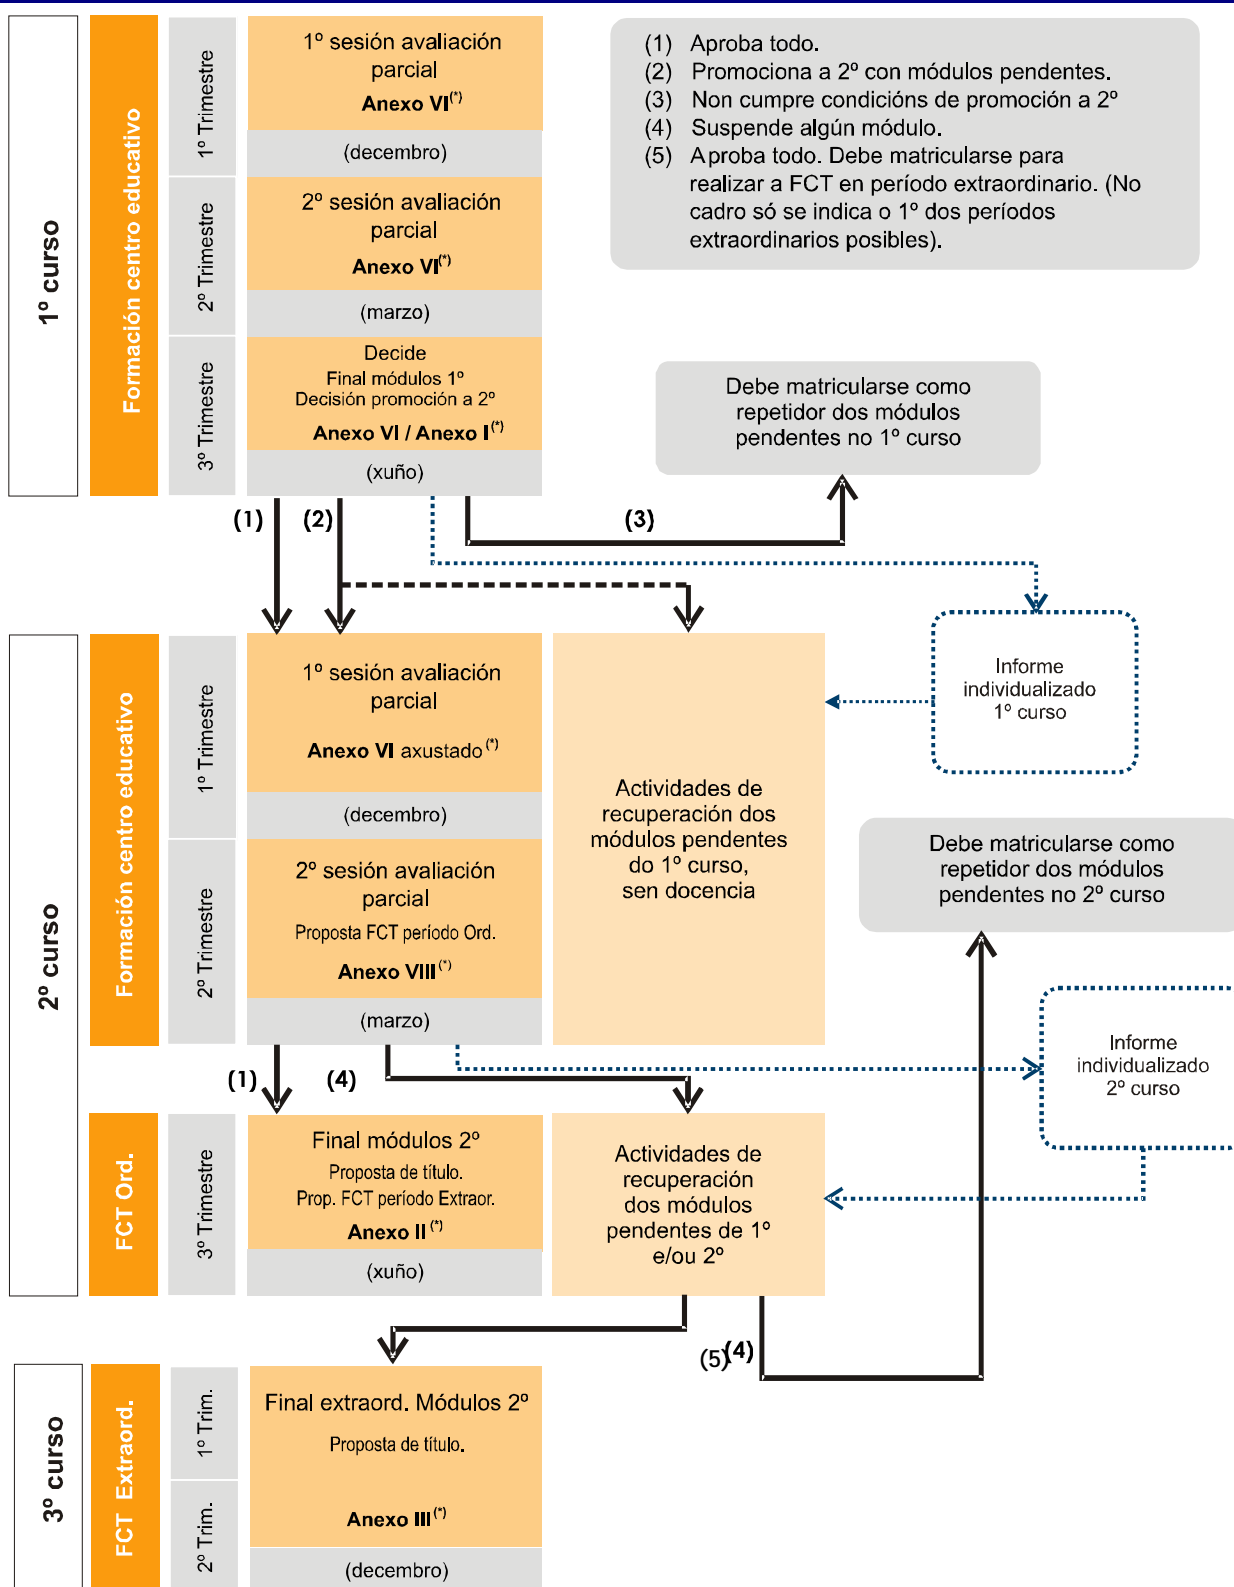 1º curso
Formación centro educativo
1º Trimestre
1º sesión avaliación
parcial
Anexo VI(*)
(decembro)
2º Trimestre
2º sesión avaliación
parcial
Anexo VI(*)
(marzo)
3º Trimestre
Decide
Final módulos 1º
Decisión promoción a 2º
Anexo VI / Anexo I(*)
(xuño)
(1) Aproba todo.
(2) Promociona a 2º con módulos pendentes.
(3) Non cumpre condicións de promoción a 2º
(4) Suspende algún módulo.
(5) Aproba todo. Debe matricularse para
realizar a FCT en período extraordinario. (No
cadro só se indica o 1º dos períodos
extraordinarios posibles).
Debe matricularse como
repetidor dos módulos
pendentes no 1º curso
(1)
(2)
(3)
2º curso
Formación centro educativo
1º Trimestre
1º sesión avaliación
parcial
Anexo VI axustado(*)
(decembro)
2º Trimestre
2º sesión avaliación
parcial
Proposta FCT período Ord.
Anexo VIII(*)
(marzo)
Actividades de
recuperación dos
módulos pendentes
do 1º curso,
sen docencia
Informe
individualizado
1º curso
Debe matricularse como
repetidor dos módulos
pendentes no 2º curso
Informe
individualizado
2º curso
(1)
(4)
FCT Ord.
3º Trimestre
Final módulos 2º
Proposta de título.
Prop. FCT período Extraor.
Anexo II(*)
(xuño)
Actividades de
recuperación
dos módulos
pendentes de 1º
e/ou 2º
(5)
(4)
3º curso
FCT Extraord.
1º Trim.
2º Trim.
Final extraord. Módulos 2º
Proposta de título.
Anexo III(*)
(decembro)